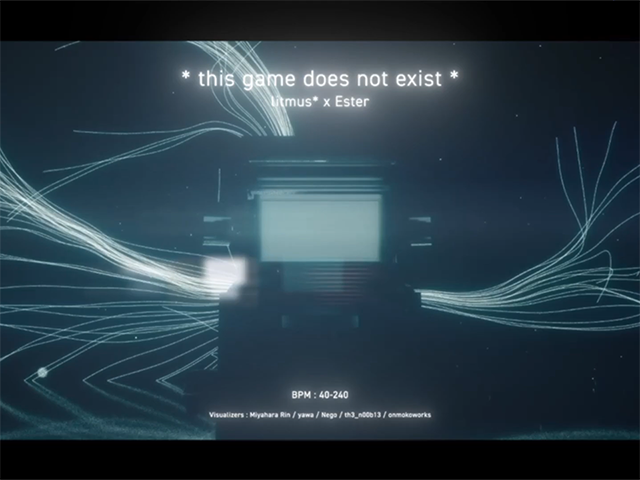 * this game does not exist *
litmus* x Ester
BPM : 40-240
Visualizers : Miyahara Rin / yawa / Nego / th3_n00b13 / onmokoworks